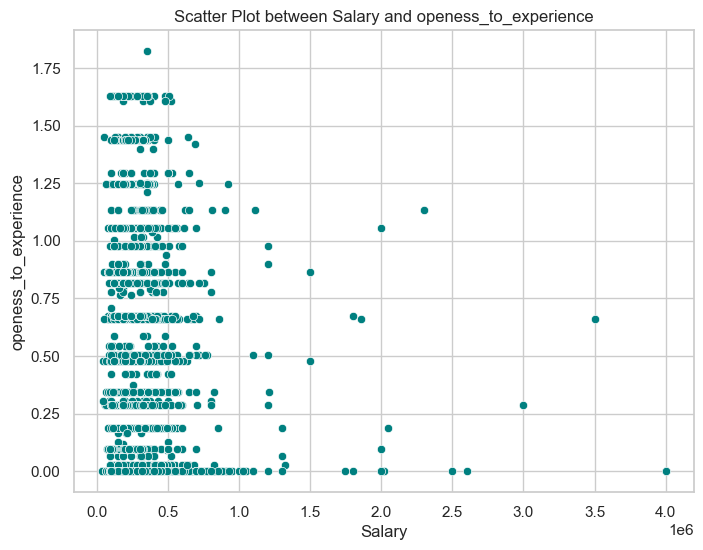 Scatter Plot between Salary and openess_to_experience
1.75
1.50
1.25
1.00
0.75
0.50
0.25
0.00
openess_to_experience
0.0 0.5 1.0 1.5 2.0 2.5 3.0 3.5 4.0
1e6
Salary